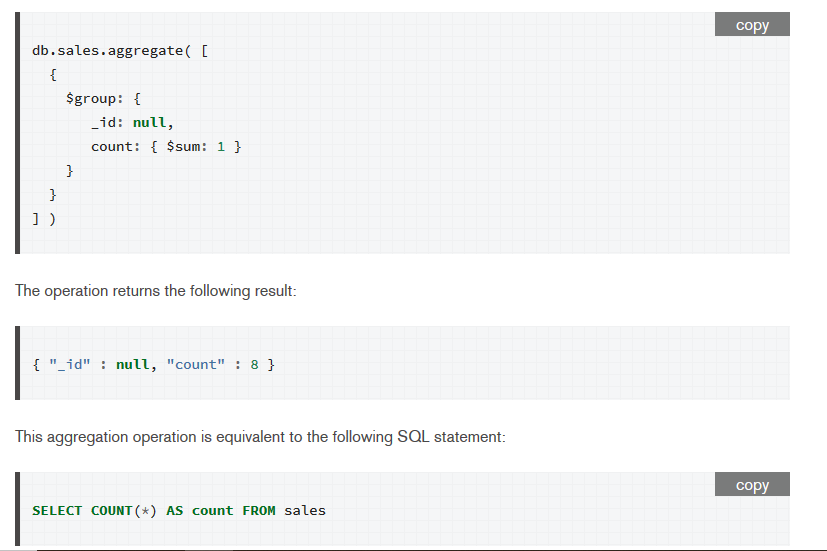 copy
db.sales.aggregate( [
{
$group: {
_id: null,
count: { $sum: 1 }
}
}
] )
The operation returns the following result:
{ "_id" : null, "count" : 8 }
This aggregation operation is equivalent to the following SQL statement:
copy
SELECT COUNT(*) AS count FROM sales